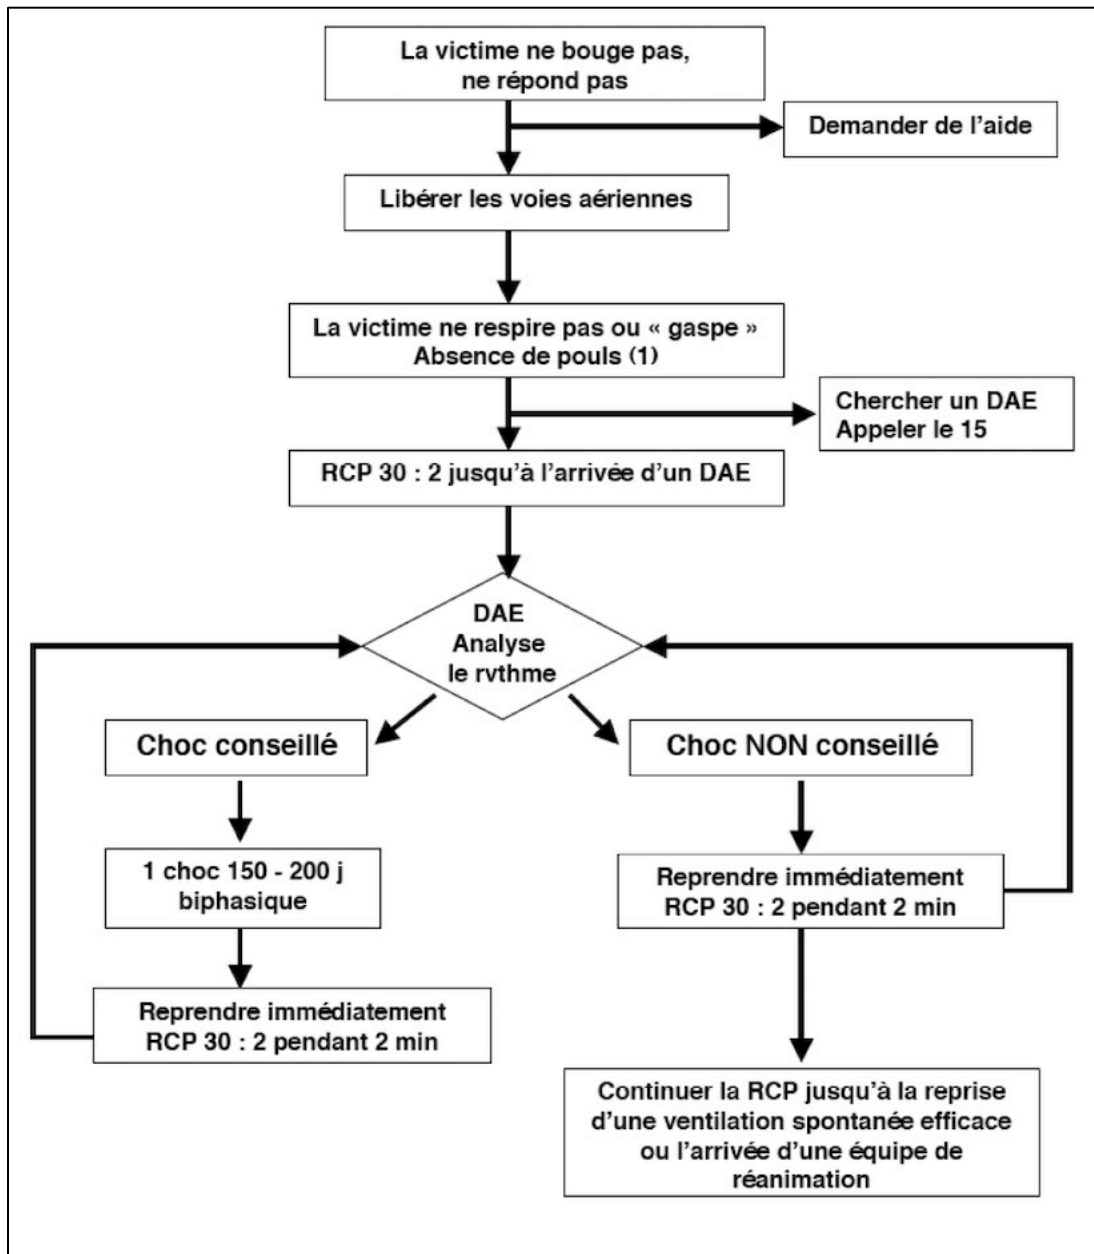 La victime ne bouge pas,
ne répond pas
Demander de l'aide
Libérer les voies aériennes
La victime ne respire pas ou « gaspe »
Absence de pouls (1)
Chercher un DAE
Appeler le 15
RCP 30 : 2 jusqu'à l'arrivée d'un DAE
DAE
Analyse
le rvthme
Choc conseillé
Choc NON conseillé
1 choc 150 - 200 j
biphasique
Reprendre immédiatement
RCP 30 : 2 pendant 2 min
Reprendre immédiatement
RCP 30 : 2 pendant 2 min
Continuer la RCP jusqu'à la reprise
d'une ventilation spontanée efficace
ou l'arrivée d'une équipe de
réanimation